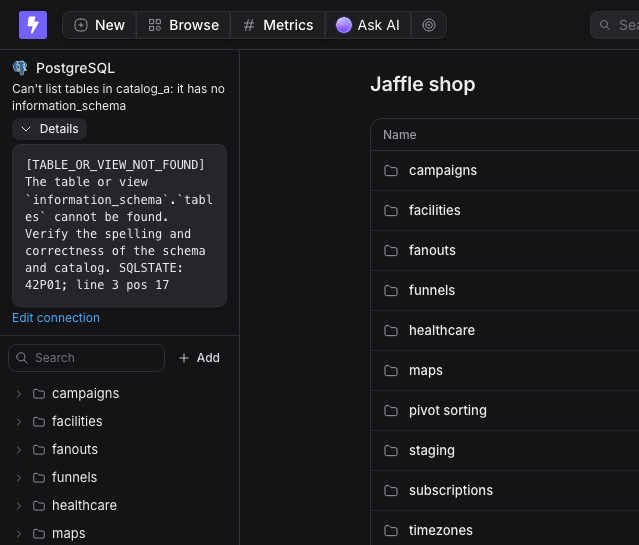 New
Browse
Metrics
Ask AI
PostgreSQL
Can't list tables in catalog_a: it has no
information_schema
Details
[TABLE_OR_VIEW_NOT_FOUND]
The table or view
`information_schema`.`tabl
es` cannot be found.
Verify the spelling and
correctness of the schema
and catalog. SQLSTATE:
42P01; line 3 pos 17
Edit connection
Search
Add
campaigns
facilities
fanouts
funnels
healthcare
maps
Jaffle shop
Name
campaigns
facilities
fanouts
funnels
healthcare
maps
pivot sorting
staging
subscriptions
timezones